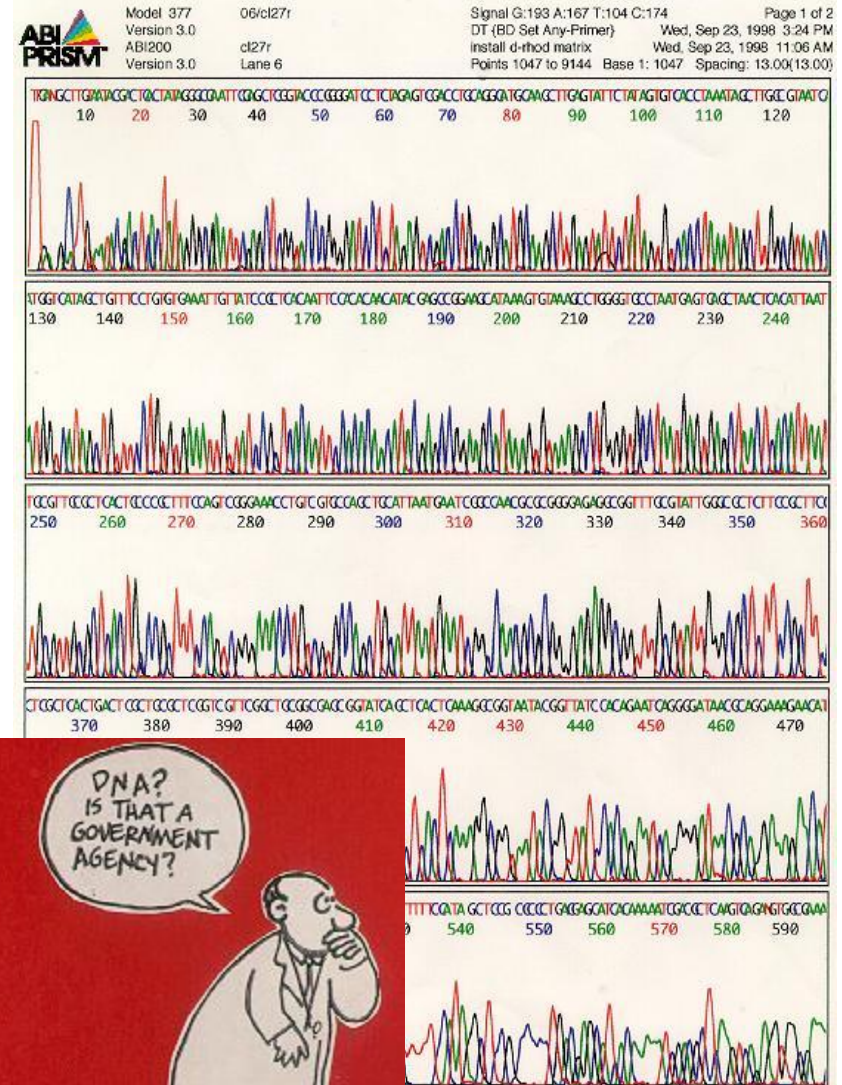 ABI PRISM
Model 377
Version 3.0
ABI200
Version 3.0
06/cl27r
cl27r
Lane 6
Signal G:193 A:167 T:104 C:174
DT {BD Set Any-Primer}
install d-rhod matrix
Points 1047 to 9144 Base 1: 1047 Spacing: 13.00{13.00}
Page 1 of 2
Wed, Sep 23, 1998 3:24 PM
Wed, Sep 23, 1998 11:06 AM
TGANGCTTGAATACGACTCACTATAGGGCGAATTCGAGCTCGGTACCCGGGGATCCTCTAGAGTCGACCTGCAGGCATGCAAGCTTGAGTATTCTATAGTGTCACCTAAATAGCTTGGCGTAATCA
10 20 30 40 50 60 70 80 90 100 110 120
ATGGTCATAGCTGTTTCCTGTGTGAAATTGTTATCCGCTCACAATTCCACACAACATACGAGCCGGAAGCATAAAGTGTAAAGCCTGGGGTGCCTAATGAGTGAGCTAACTCACATTAAT
130 140 150 160 170 180 190 200 210 220 230 240
TGCGTTGCGCTCACTGCCCGCTTTCCAGTCGGGAAACCTGTCGTGCCAGCTGCATTAATGAATCGGCCAACGCGCGGGGAGAGGCGGTTTGCGTATTGGGCGCTCTTCCGCTTCC
250 260 270 280 290 300 310 320 330 340 350 360
CTCGCTCACTGACTCGCTGCGCTCGGTCGTTCGGCTGCGGCGAGCGGTATCAGCTCACTCAAAGGCGGTAATACGGTTATCCACAGAATCAGGGGATAACGCAGGAAAGAACAT
370 380 390 400 410 420 430 440 450 460 470
DNA?
IS THAT A
GOVERNMENT
AGENCY?
540 550 560 570 580 590